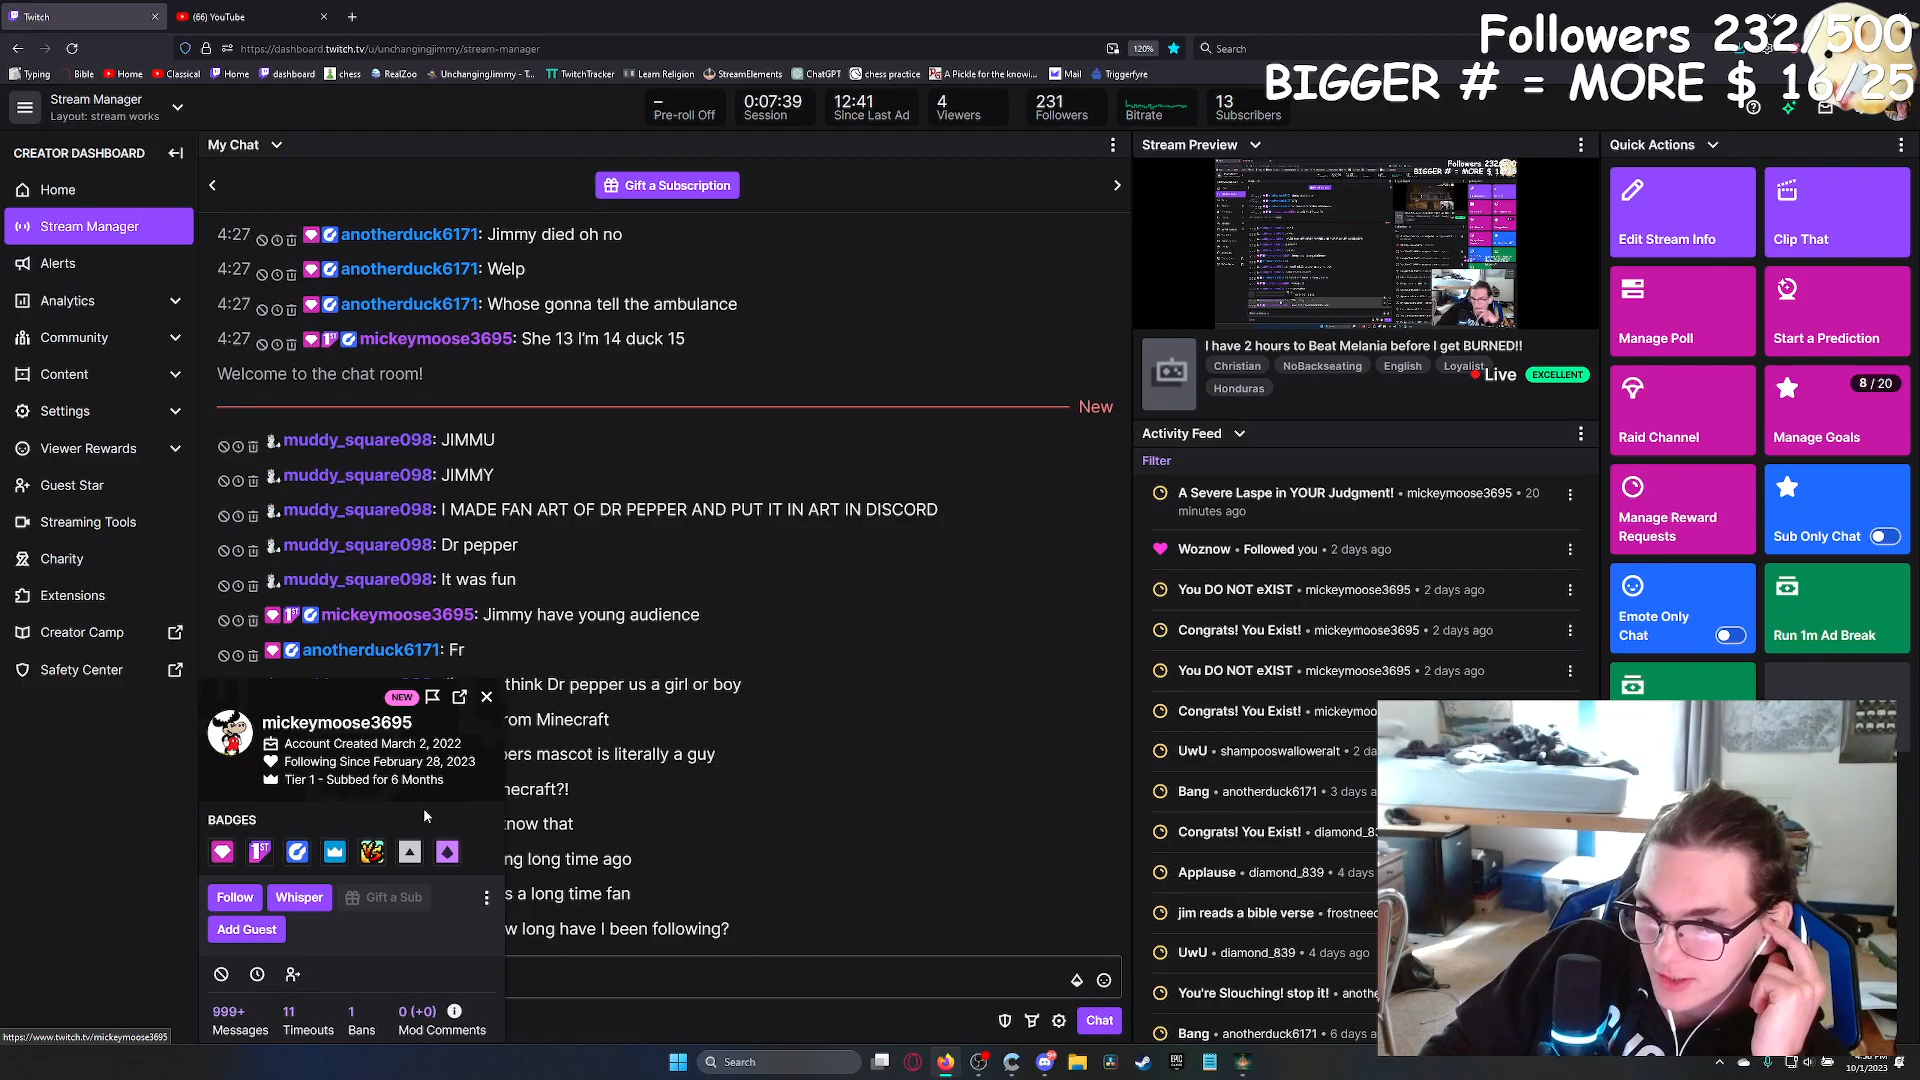 Twitch
(66) YouTube
Followers 232/500
BIGGER # = MORE $ 16/25
https://dashboard.twitch.tv/u/unchangingjimmy/stream-manager
120%
Search
Typing
Bible
Home
Classical
Home
dashboard
chess
RealZoo
UnchangingJimmy - T...
TwitchTracker
Learn Religion
StreamElements
ChatGPT
chess practice
A Pickle for the knowi...
Mail
Triggerfyre
Stream Manager
Layout: stream works
–
Pre-roll Off
0:07:39
Session
12:41
Since Last Ad
4
Viewers
231
Followers
Bitrate
13
Subscribers
CREATOR DASHBOARD
Home
Stream Manager
Alerts
Analytics
Community
Content
Settings
Viewer Rewards
Guest Star
Streaming Tools
Charity
Extensions
Creator Camp
Safety Center
My Chat
Gift a Subscription
4:27 anotherduck6171: Jimmy died oh no
4:27 anotherduck6171: Welp
4:27 anotherduck6171: Whose gonna tell the ambulance
4:27 mickeymoose3695: She 13 I'm 14 duck 15
Welcome to the chat room!
New
muddy_square098: JIMMU
muddy_square098: JIMMY
muddy_square098: I MADE FAN ART OF DR PEPPER AND PUT IT IN ART IN DISCORD
muddy_square098: Dr pepper
muddy_square098: It was fun
mickeymoose3695: Jimmy have young audience
anotherduck6171: Fr
think Dr pepper us a girl or boy
rom Minecraft
pers mascot is literally a guy
necraft?!
know that
ng long time ago
s a long time fan
w long have I been following?
NEW
mickeymoose3695
Account Created March 2, 2022
Following Since February 28, 2023
Tier 1 - Subbed for 6 Months
BADGES
Follow
Whisper
Gift a Sub
Add Guest
999+
Messages
11
Timeouts
1
Bans
0 (+0)
Mod Comments
Chat
https://www.twitch.tv/mickeymoose3695
Stream Preview
I have 2 hours to Beat Melania before I get BURNED!!
Christian
NoBackseating
English
Loyalist
Honduras
Live
EXCELLENT
Activity Feed
Filter
A Severe Laspe in YOUR Judgment! • mickeymoose3695 • 20
minutes ago
Woznow • Followed you • 2 days ago
You DO NOT eXIST • mickeymoose3695 • 2 days ago
Congrats! You Exist! • mickeymoose3695 • 2 days ago
You DO NOT eXIST • mickeymoose3695 • 2 days ago
Congrats! You Exist! • mickeymoo
UwU • shampooswalloweralt • 2 da
Bang • anotherduck6171 • 3 days a
Congrats! You Exist! • diamond_83
Applause • diamond_839 • 4 days
jim reads a bible verse • frostneed
UwU • diamond_839 • 4 days ago
You're Slouching! stop it! • anothe
Bang • anotherduck6171 • 6 days a
Quick Actions
Edit Stream Info
Clip That
Manage Poll
Start a Prediction
Raid Channel
8 / 20
Manage Goals
Manage Reward
Requests
Sub Only Chat
Emote Only
Chat
Run 1m Ad Break
Search
10/1/2023